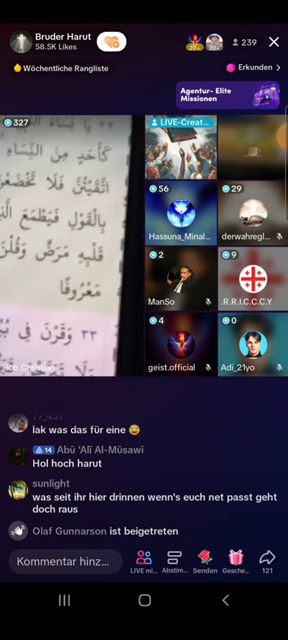 Bruder Harut
58.5K Likes
20+
20+
239
Wöchentliche Rangliste
Erkunden >
Agentur- Elite
Missionen
327
كَأَحَدٍ مِنَ النِّسَاءِ
اتَّقَيْتُنَّ فَلَا تَخْضَعْنَ
بِالْقَوْلِ فَيَطْمَعَ
قَلْبِهِ مَرَضٌ وَقُلْنَ
مَعْرُوفًا
٣٣ وَقَرْنَ فِي
Rob Christian
LIVE-Creat...
56
Hassuna_Minal...
29
derwahregl...
2
ManSo
9
.R.R.I.C.C.C.Y
4
geist.official
0
Adi_21yo
lak was das für eine 😂
14 Abū 'Alī Al-Mūsawī
Hol hoch harut
sunlight
was seit ihr hier drinnen wenn's euch net passt geht
doch raus
Olaf Gunnarson ist beigetreten
Kommentar hinz...
LIVE mi...
Abstim...
Senden
Gesche...
121